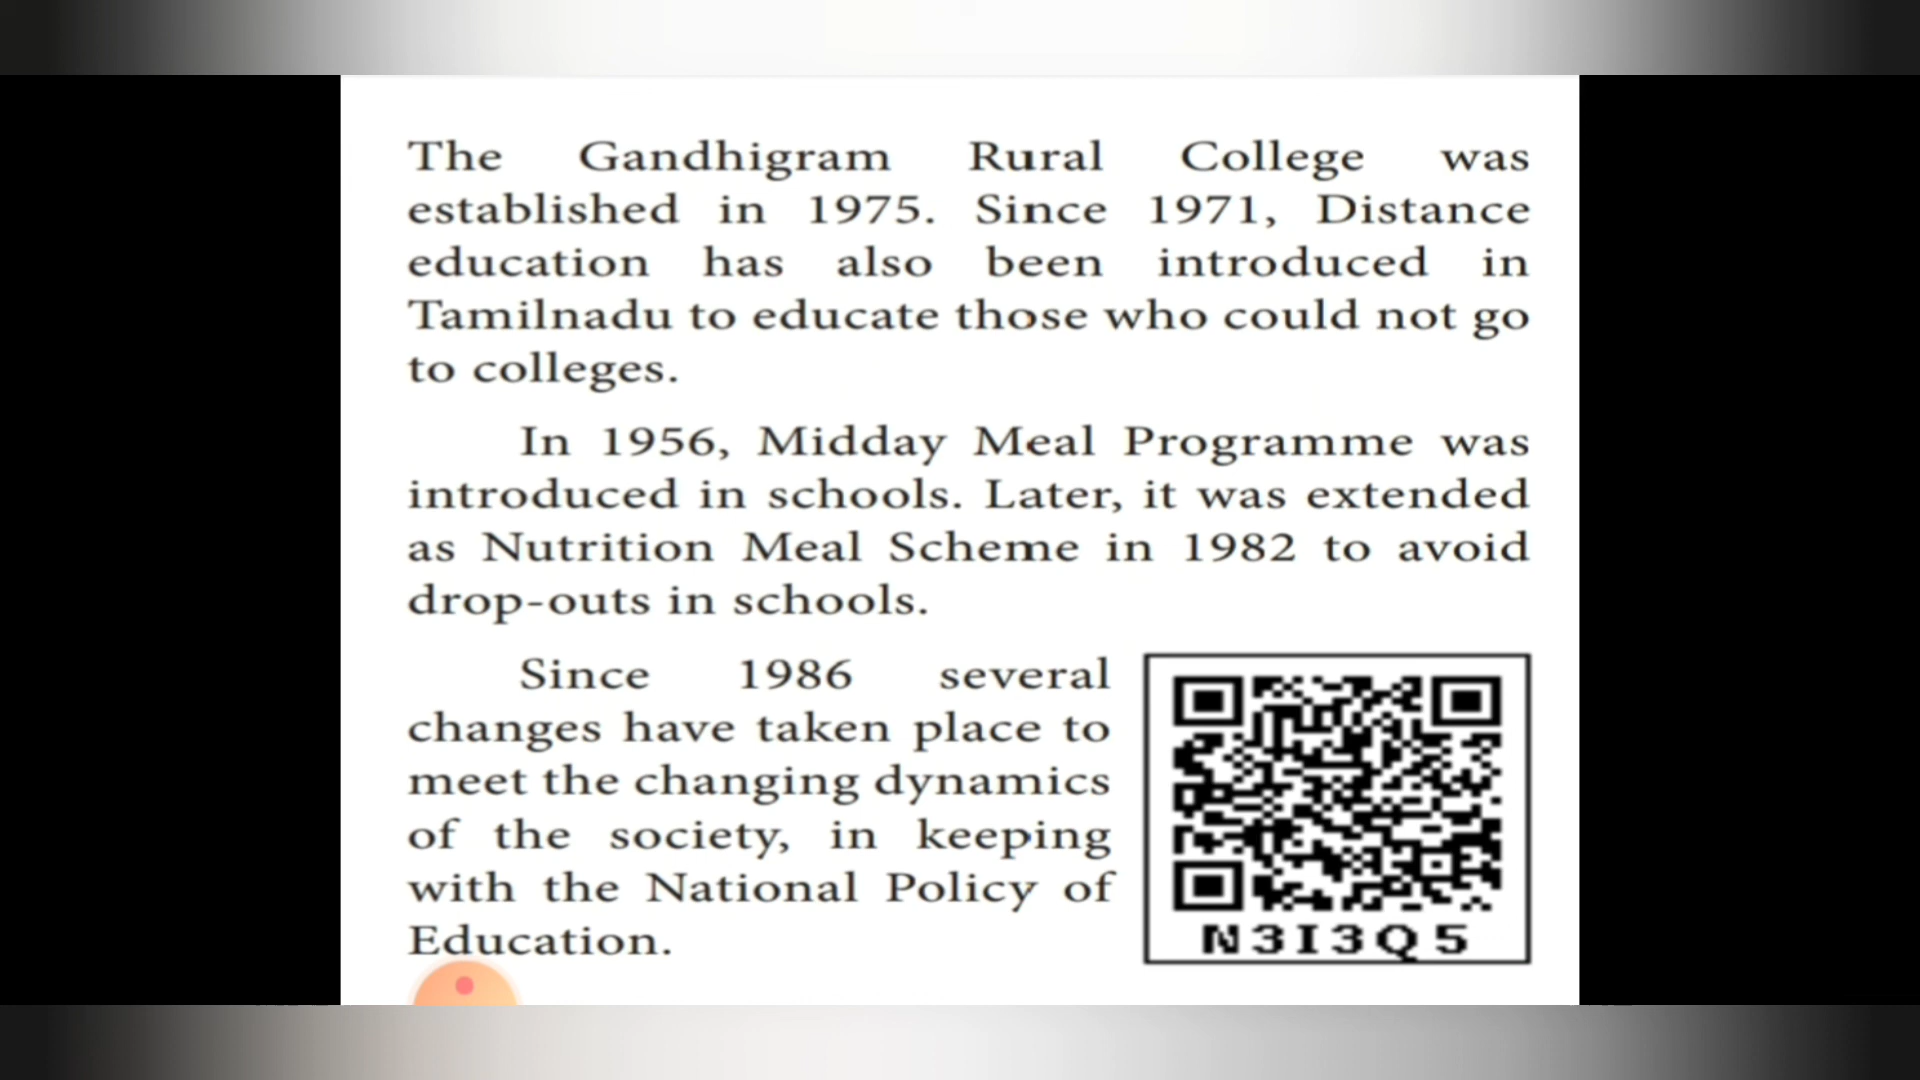 The Gandhigram Rural College was
established in 1975. Since 1971, Distance
education has also been introduced in
Tamilnadu to educate those who could not go
to colleges.
In 1956, Midday Meal Programme was
introduced in schools. Later, it was extended
as Nutrition Meal Scheme in 1982 to avoid
drop-outs in schools.
Since 1986 several
changes have taken place to
meet the changing dynamics
of the society, in keeping
with the National Policy of
Education.
N3I3Q5